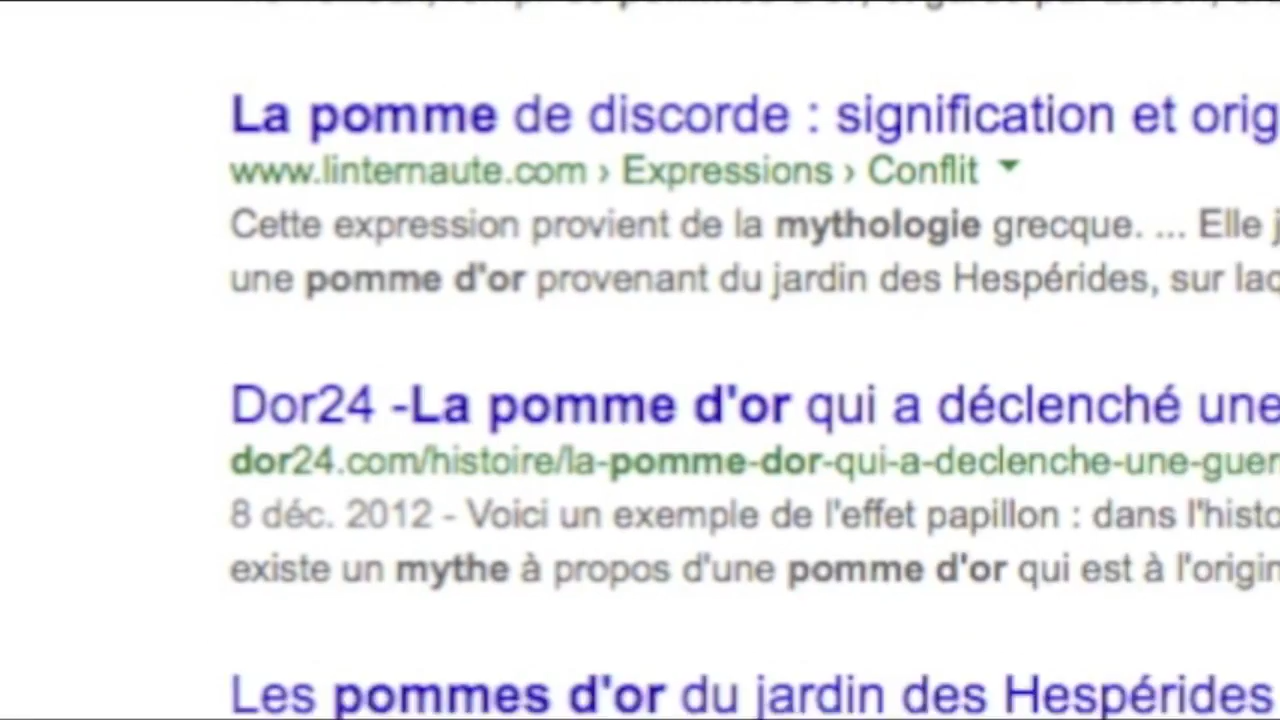 La pomme de discorde : signification et orig
www.linternaute.com › Expressions › Conflit
Cette expression provient de la mythologie grecque. ... Elle j
une pomme d'or provenant du jardin des Hespérides, sur laq
Dor24 -La pomme d'or qui a déclenché une
dor24.com/histoire/la-pomme-dor-qui-a-declenche-une-guer
8 déc. 2012 - Voici un exemple de l'effet papillon : dans l'histo
existe un mythe à propos d'une pomme d'or qui est à l'origin
Les pommes d'or du jardin des Hespérides